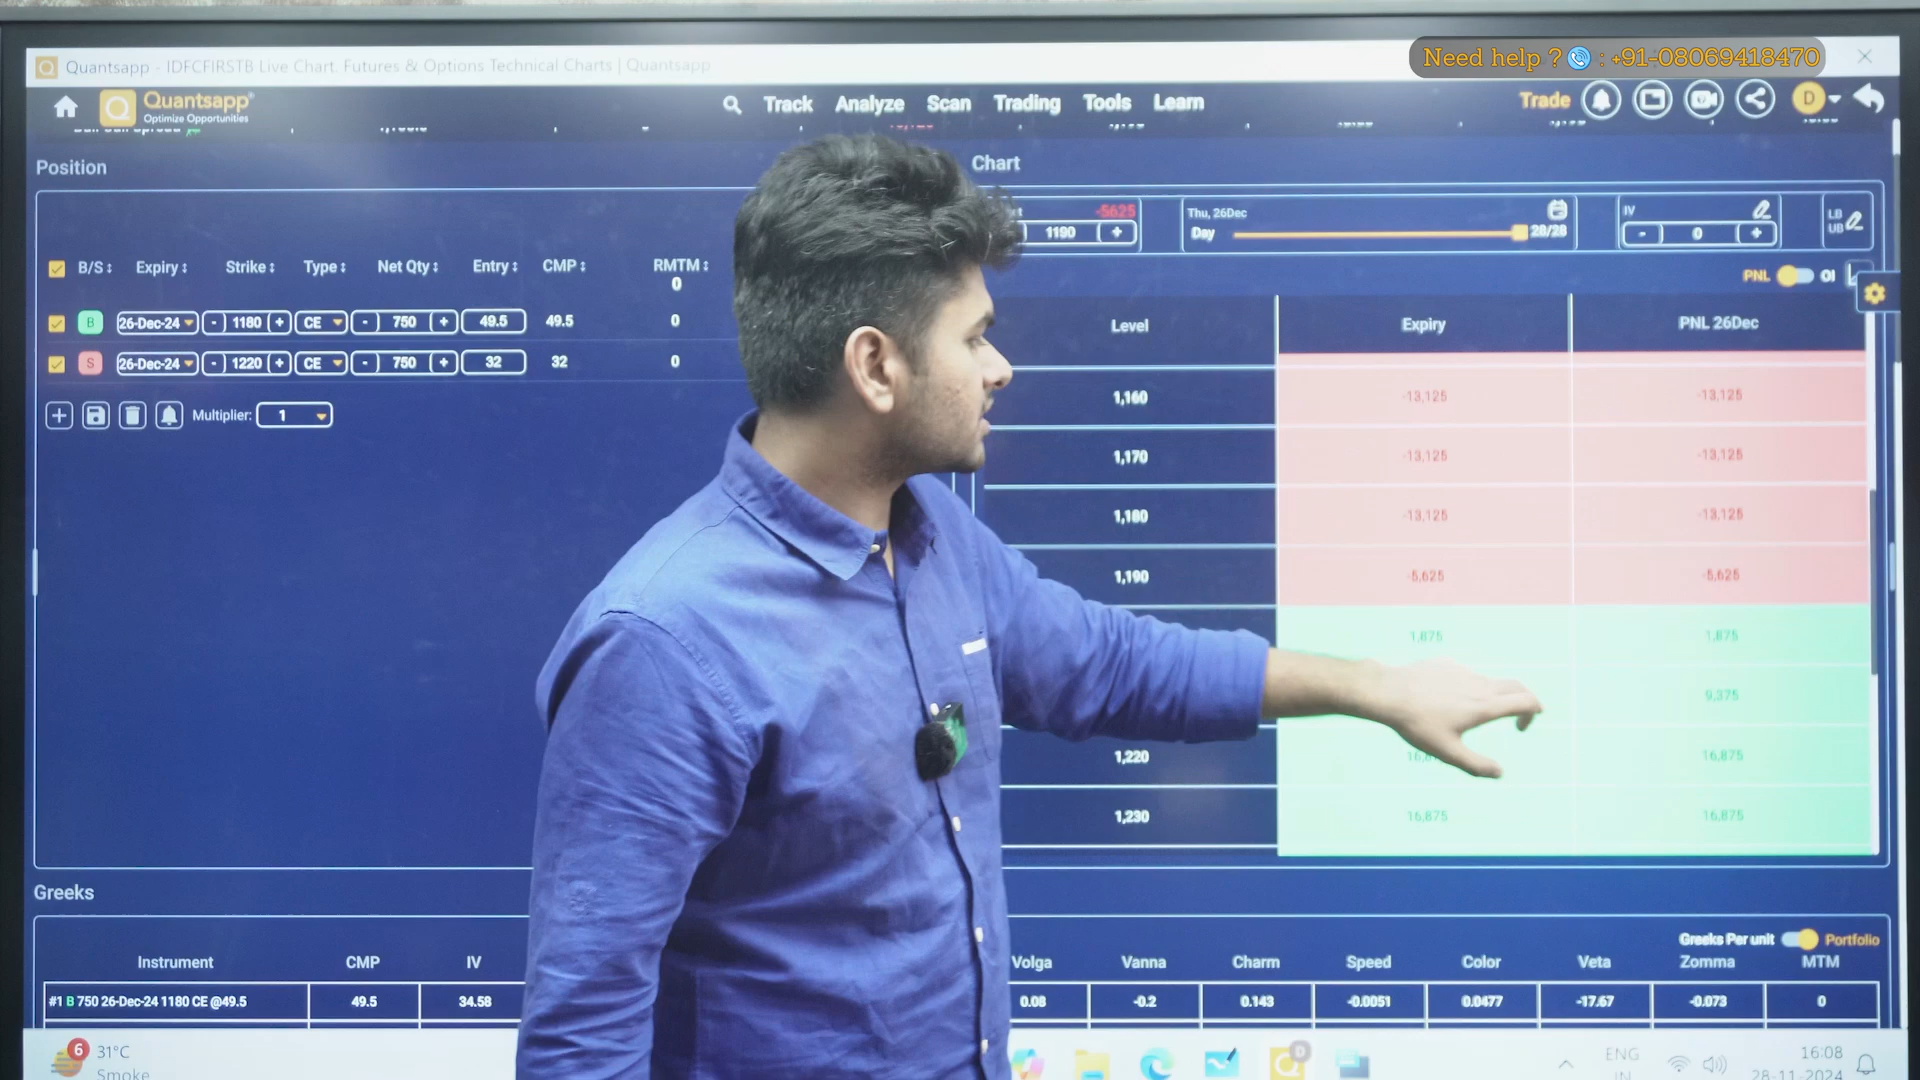 Need help ? : +91-08069418470
Quantsapp - IDFCFIRSTB Live Chart. Futures & Options Technical Charts | Quantsapp
Quantsapp
Optimize Opportunities
Track Analyze Scan Trading Tools Learn
Trade
D
Position
Chart
-5625
1190 +
Thu, 26Dec
Day 28/28
IV
- 0 +
LB
UB
PNL OI
B/S Expiry Strike Type Net Qty Entry CMP RMTM
0
B 26-Dec-24 - 1180 + CE - 750 + 49.5 49.5 0
S 26-Dec-24 - 1220 + CE - 750 + 32 32 0
Multiplier: 1
Level Expiry PNL 26Dec
1,160 -13,125 -13,125
1,170 -13,125 -13,125
1,180 -13,125 -13,125
1,190 -5,625 -5,625
1,875 1,875
9,375
1,220 16,875
1,230 16,875 16,875
Greeks
Greeks Per unit Portfolio
Instrument CMP IV Volga Vanna Charm Speed Color Veta Zomma MTM
#1 B 750 26-Dec-24 1180 CE @49.5 49.5 34.58 0.08 -0.2 0.143 -0.0051 0.0477 -17.67 -0.073 0
6
31°C
Smoke
D
ENG
IN
16:08
28-11-2024